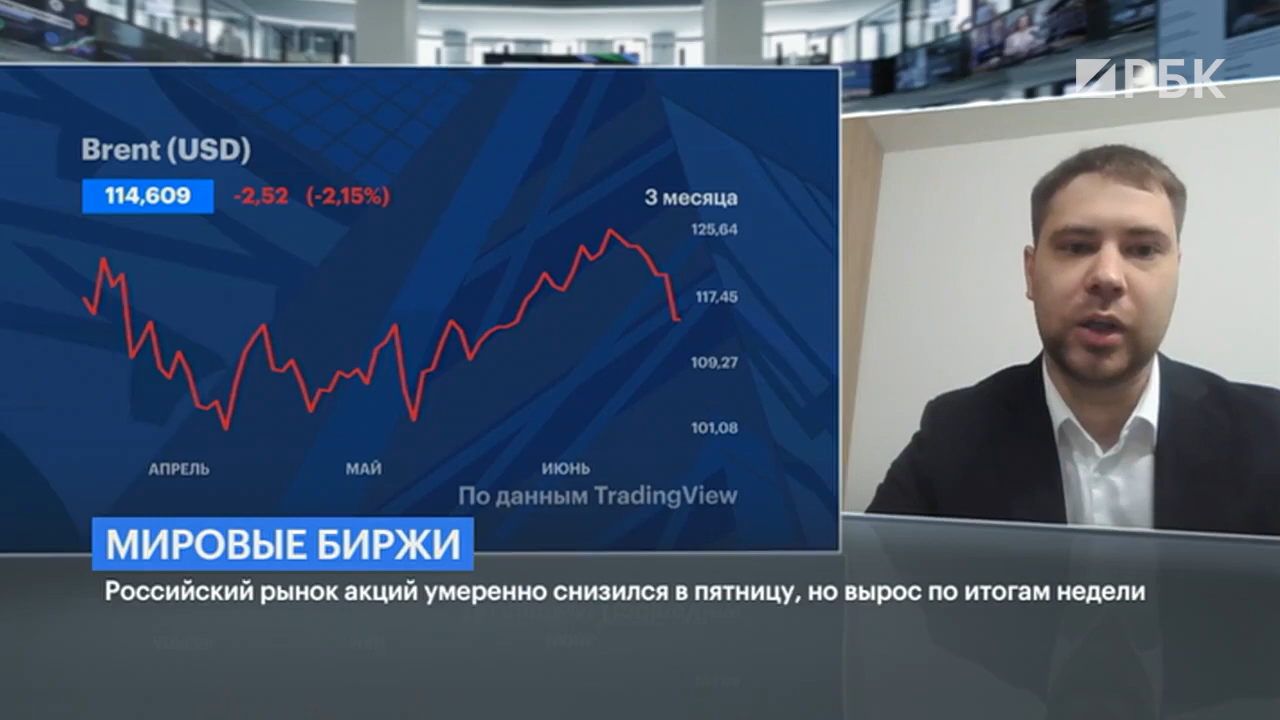 РБК
Brent (USD)
114,609 -2,52 (-2,15%)
3 месяца
125,64
117,45
109,27
101,08
АПРЕЛЬ МАЙ ИЮНЬ
По данным TradingView
МИРОВЫЕ БИРЖИ
Российский рынок акций умеренно снизился в пятницу, но вырос по итогам недели